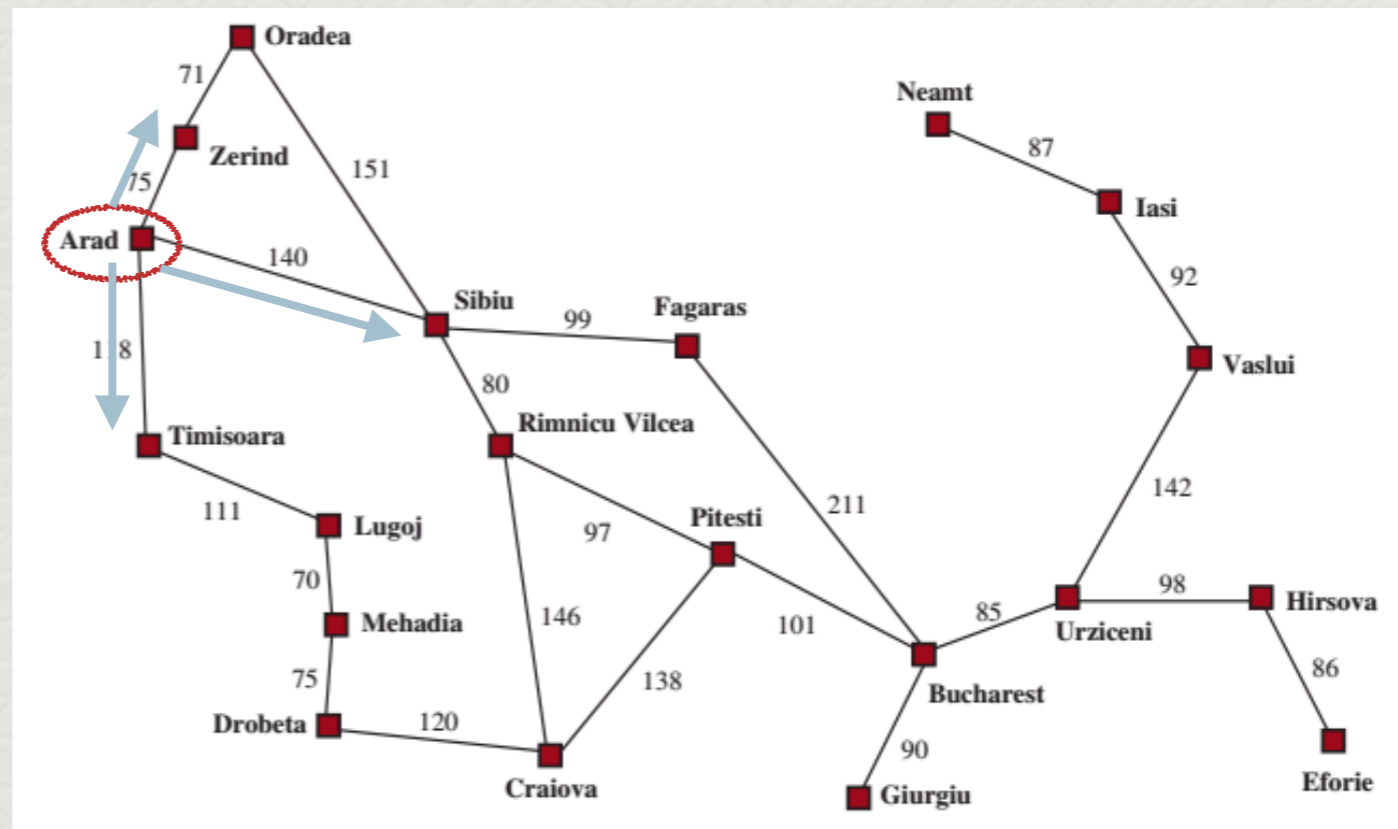 Oradea
71
Neamt
87
Zerind
151
75
Iasi
Arad
140
92
Sibiu
Fagaras
99
118
Vaslui
80
Rimnicu Vilcea
Timisoara
142
111
211
Lugoj
97
Pitesti
70
98
Hirsova
Mehadia
146
101
85
Urziceni
86
75
138
Bucharest
Drobeta
120
90
Eforie
Craiova
Giurgiu